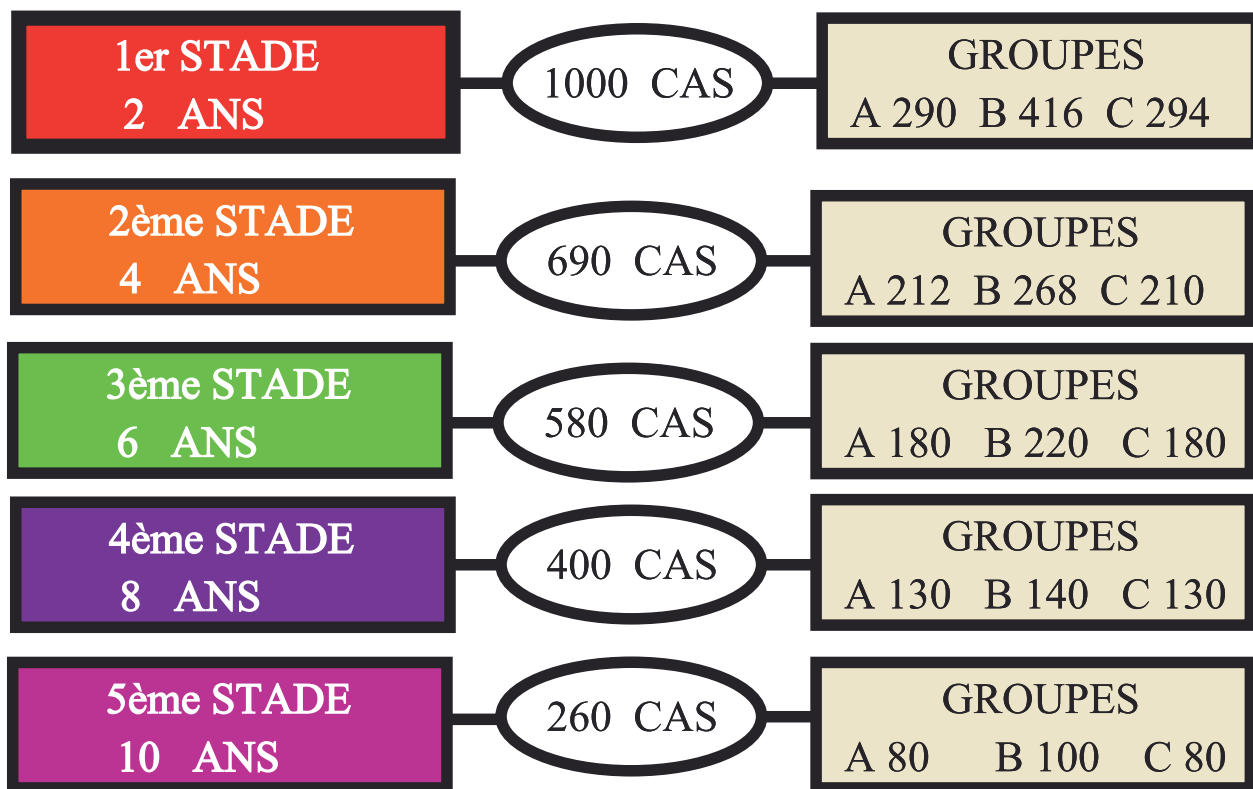 1er STADE
2 ANS
1000 CAS
GROUPES
A 290 B 416 C 294
2ème STADE
4 ANS
690 CAS
GROUPES
A 212 B 268 C 210
3ème STADE
6 ANS
580 CAS
GROUPES
A 180 B 220 C 180
4ème STADE
8 ANS
400 CAS
GROUPES
A 130 B 140 C 130
5ème STADE
10 ANS
260 CAS
GROUPES
A 80 B 100 C 80